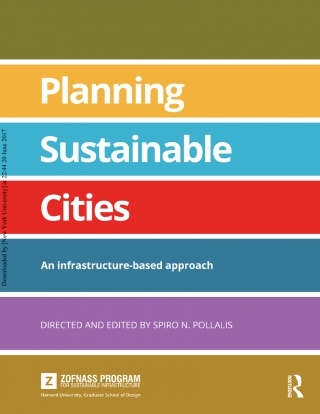 Planning
Sustainable
Cities
An infrastructure-based approach
DIRECTED AND EDITED BY SPIRO N. POLLALIS
Z ZOFNASS PROGRAM
FOR SUSTAINABLE INFRASTRUCTURE
Harvard University, Graduate School of Design
R
ROUTLEDGE
Downloaded by [New York University] at 22:44 20 June 2017